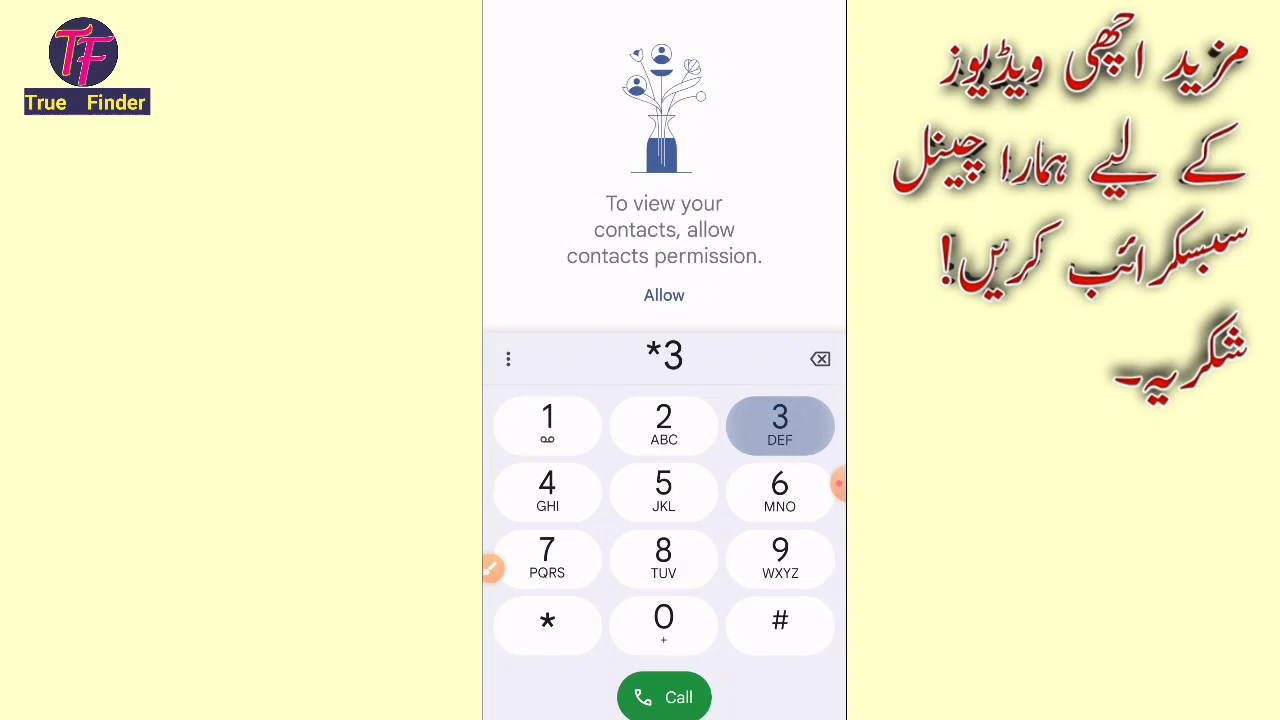 True Finder
To view your
contacts, allow
contacts permission.
Allow
*3
1
2
ABC
3
DEF
4
GHI
5
JKL
6
MNO
7
PQRS
8
TUV
9
WXYZ
*
0
+
#
Call
مزید اچھی ویڈیوز
کے لیے ہمارا چینل
سبسکرائب کریں!
شکریہ۔